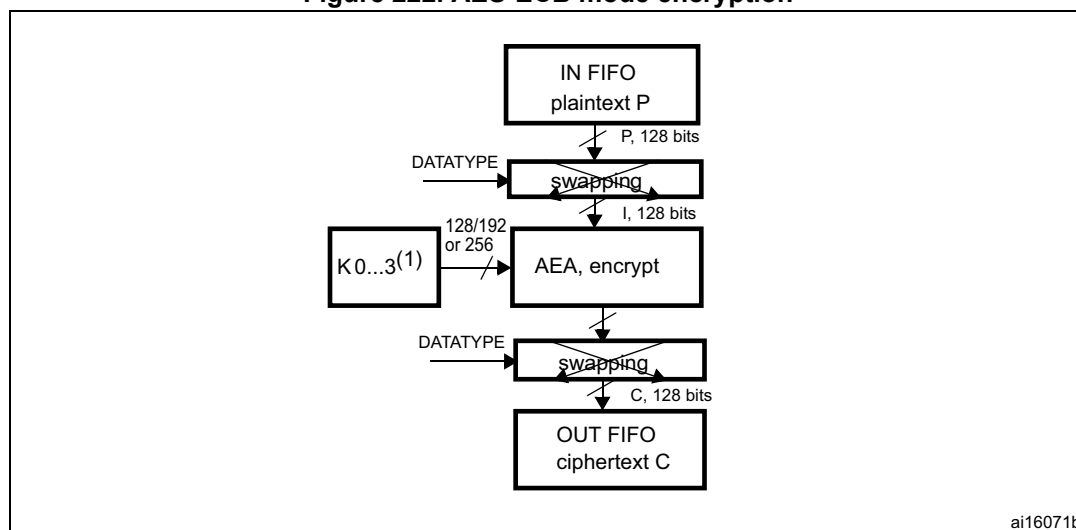 IN FIFO
plaintext P
P, 128 bits
DATATYPE
swapping
I, 128 bits
128/192
or 256
K 0...3(1)
AEA, encrypt
DATATYPE
swapping
C, 128 bits
OUT FIFO
ciphertext C
ai16071b